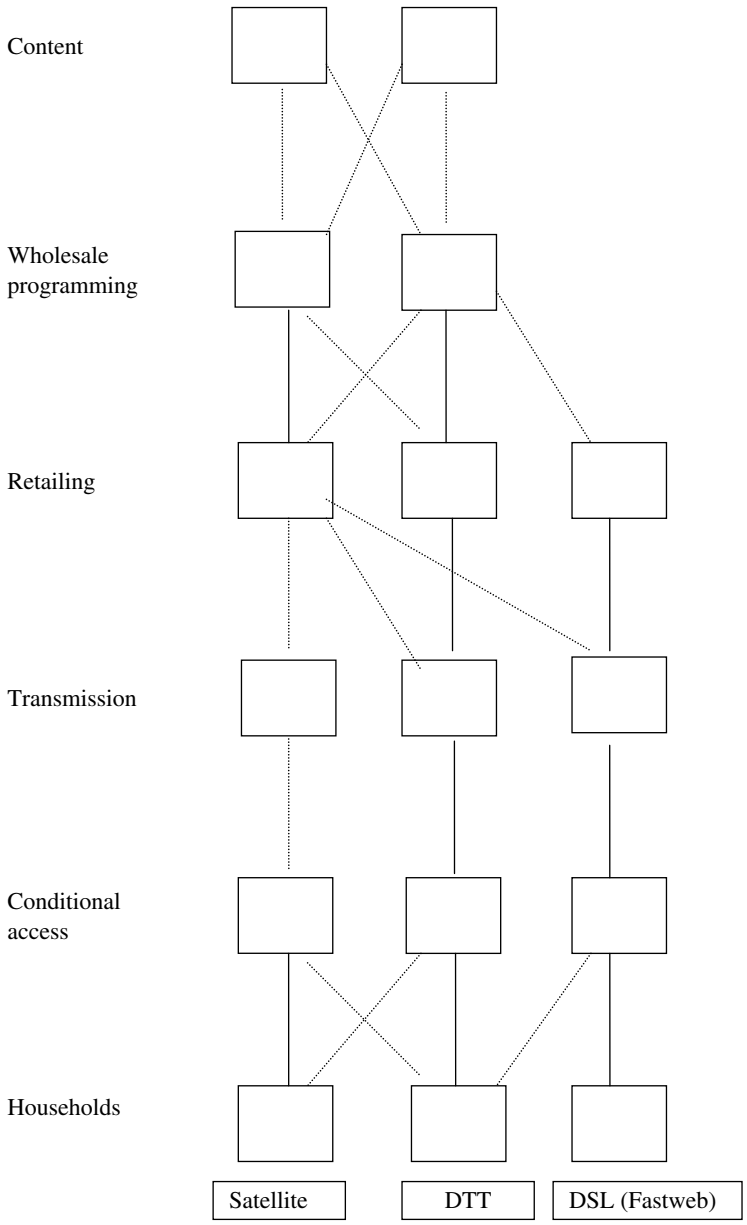 Content
Wholesale
programming
Retailing
Transmission
Conditional
access
Households
Satellite
DTT
DSL (Fastweb)